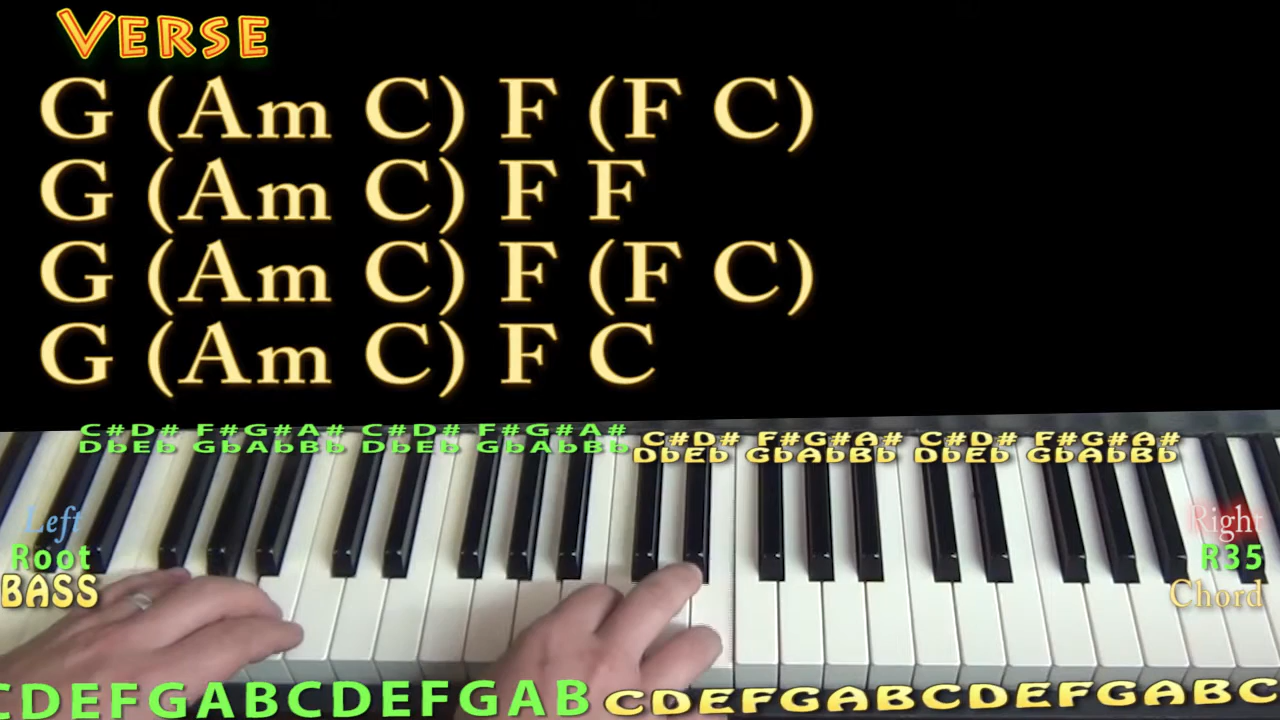 VERSE
G (Am C) F (F C)
G (Am C) F F
G (Am C) F (F C)
G (Am C) F C
C#D# F#G#A# C#D# F#G#A# C#D# F#G#A# C#D# F#G#A#
DbEb GbAbBb DbEb GbAbBb DbEb GbAbBb DbEb GbAbBb
Left
Root
BASS
Right
R35
Chord
CDEFGABCDEFGAB CDEFGABCDEFGABC